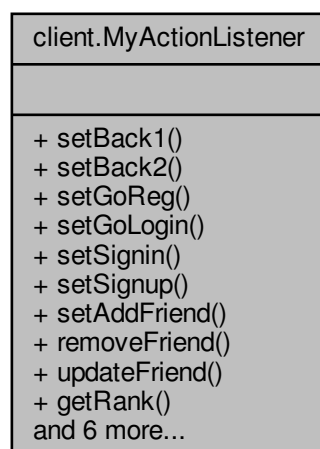 client.MyActionListener
+ setBack1()
+ setBack2()
+ setGoReg()
+ setGoLogin()
+ setSignin()
+ setSignup()
+ setAddFriend()
+ removeFriend()
+ updateFriend()
+ getRank()
and 6 more...